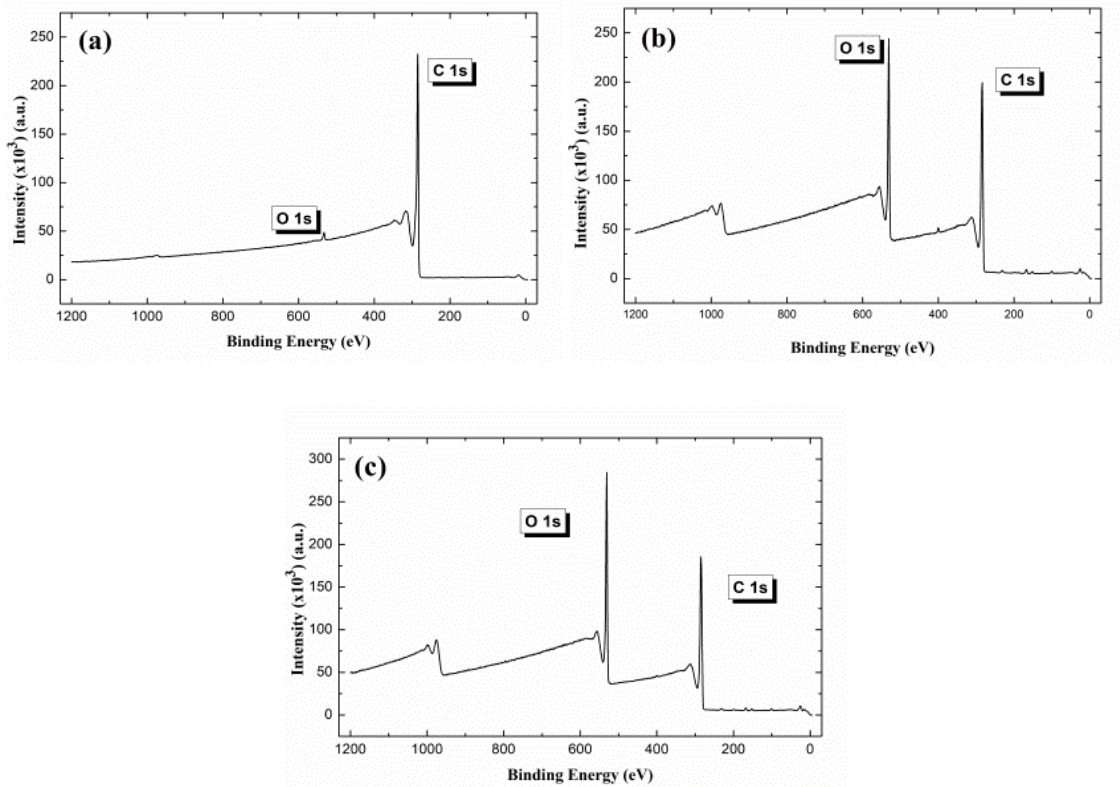 (a)
C 1s
O 1s
250
200
150
100
50
0
Intensity (x10³) (a.u.)
1200 1000 800 600 400 200 0
Binding Energy (eV)
(b)
O 1s
C 1s
250
200
150
100
50
0
Intensity (x10³) (a.u.)
1200 1000 800 600 400 200 0
Binding Energy (eV)
(c)
O 1s
C 1s
300
250
200
150
100
50
0
Intensity (x10³) (a.u.)
1200 1000 800 600 400 200 0
Binding Energy (eV)